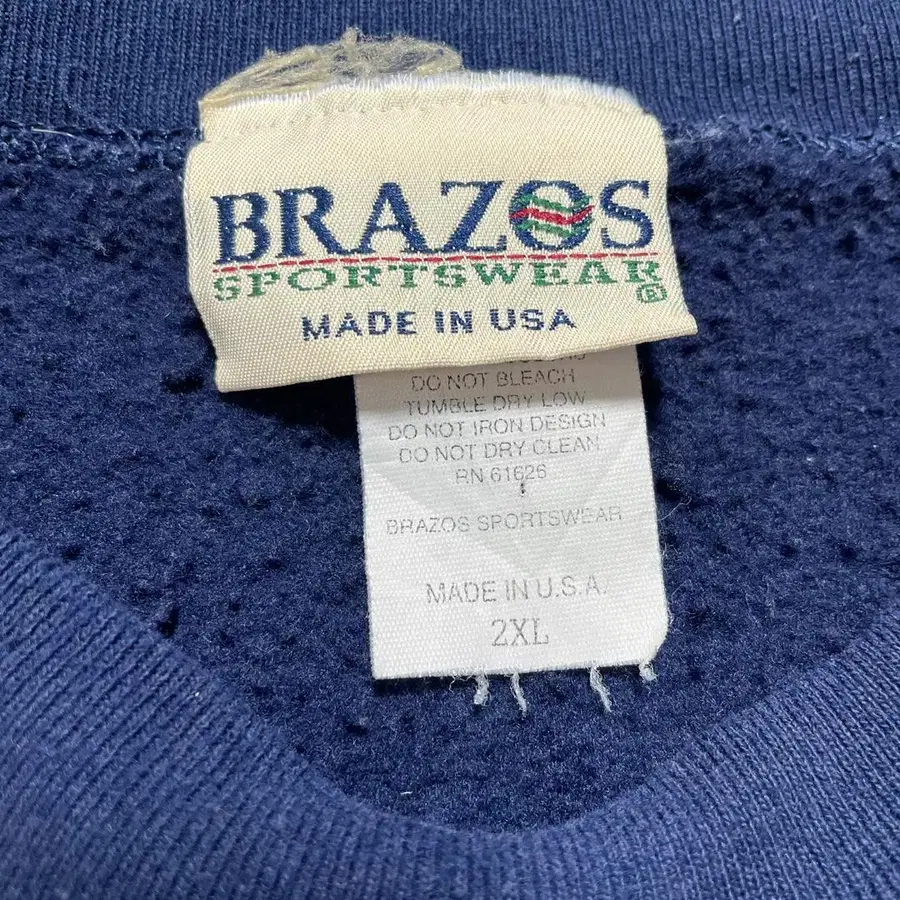 BRAZOS
SPORTSWEAR ®
MADE IN USA
DO NOT BLEACH
TUMBLE DRY LOW
DO NOT IRON DESIGN
DO NOT DRY CLEAN
RN 61626
BRAZOS SPORTSWEAR
MADE IN U.S.A.
2XL